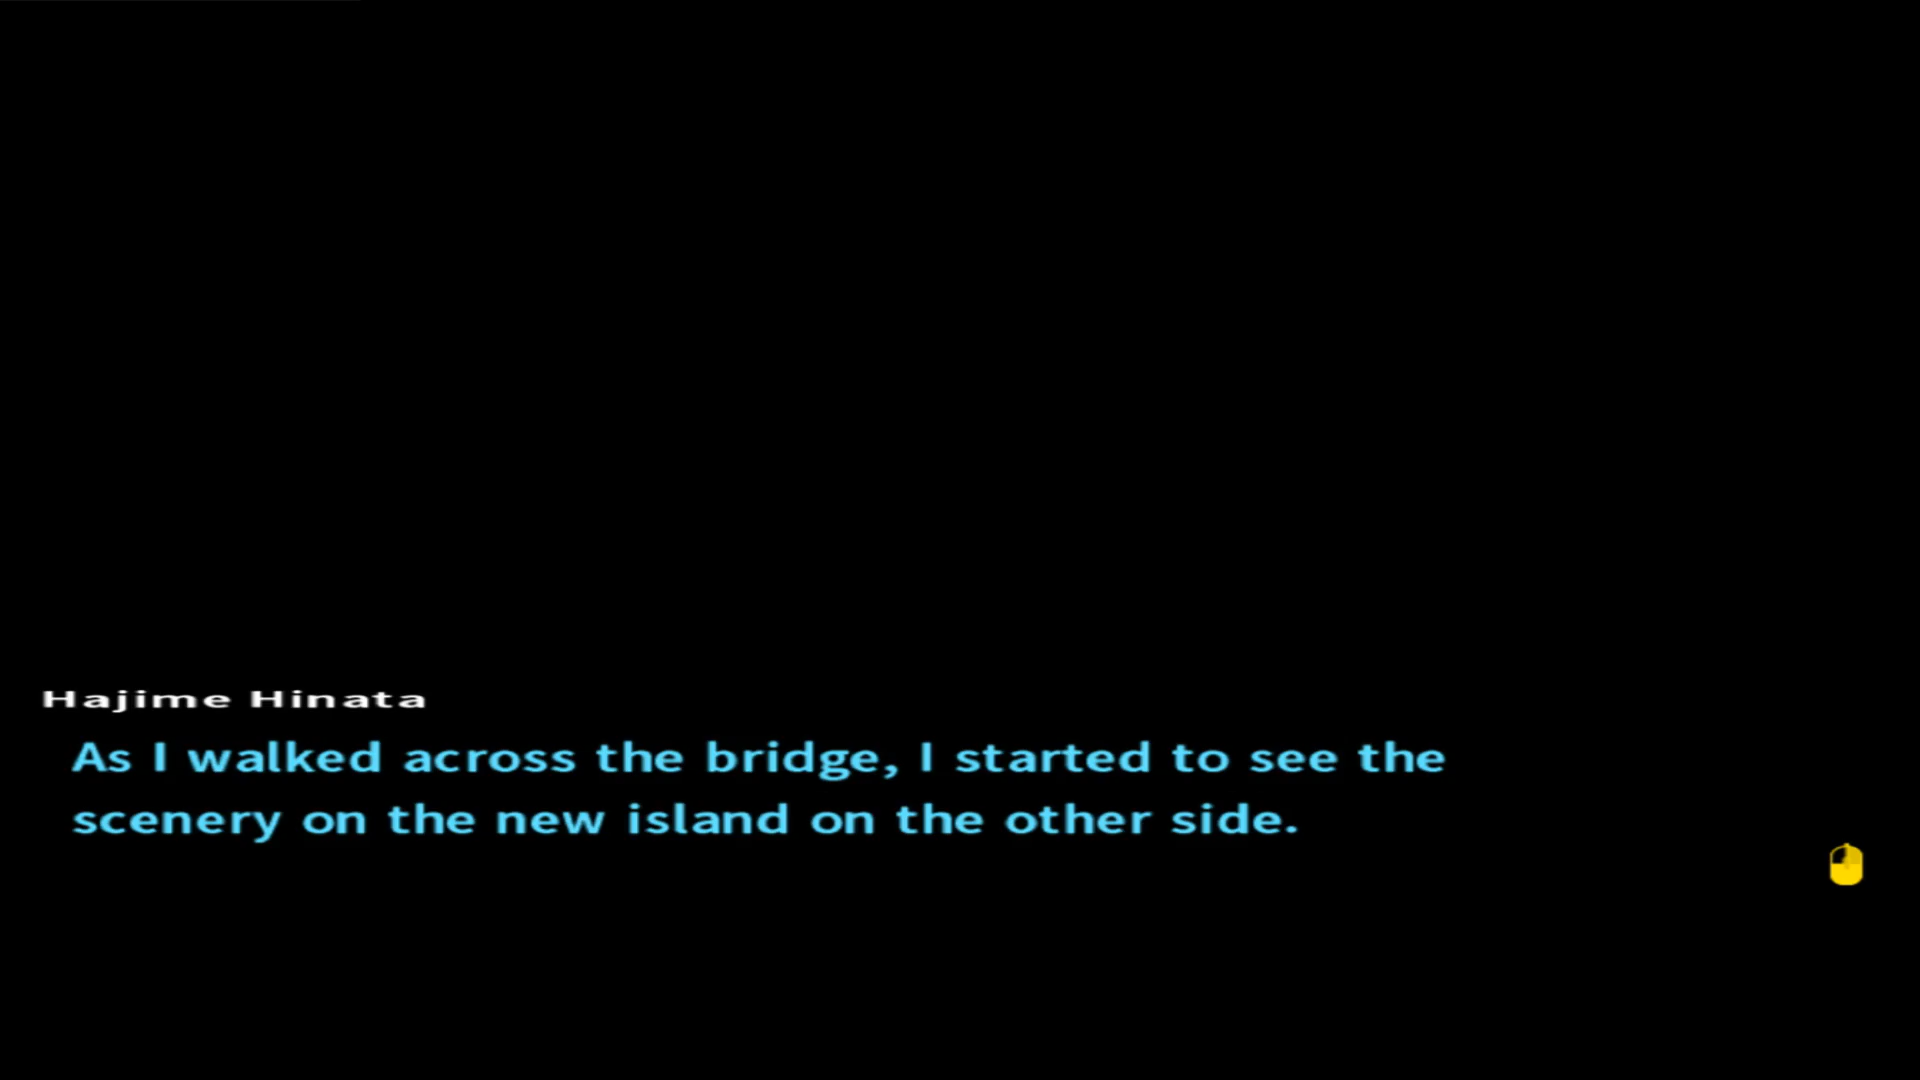 Hajime Hinata
As I walked across the bridge, I started to see the
scenery on the new island on the other side.